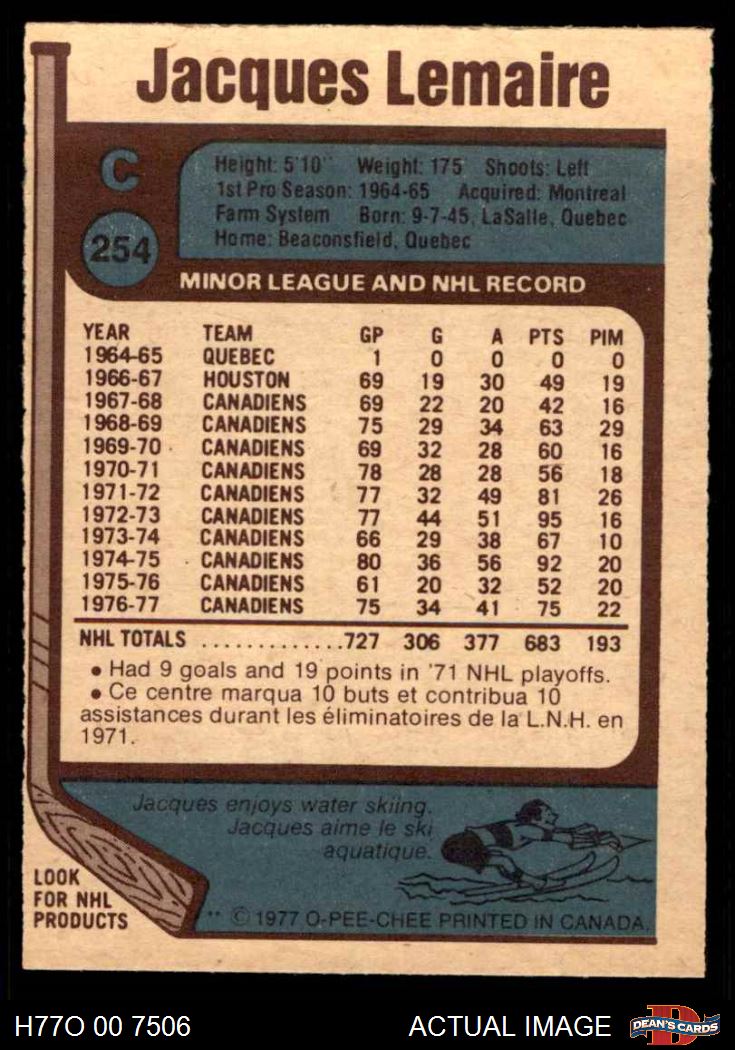 Jacques Lemaire
C
254
Height: 5'10" Weight: 175 Shoots: Left
1st Pro Season: 1964-65 Acquired: Montreal
Farm System Born: 9-7-45, LaSalle, Quebec
Home: Beaconsfield, Quebec
MINOR LEAGUE AND NHL RECORD
YEAR TEAM GP G A PTS PIM
1964-65 QUEBEC 1 0 0 0 0
1966-67 HOUSTON 69 19 30 49 19
1967-68 CANADIENS 69 22 20 42 16
1968-69 CANADIENS 75 29 34 63 29
1969-70 CANADIENS 69 32 28 60 16
1970-71 CANADIENS 78 28 28 56 18
1971-72 CANADIENS 77 32 49 81 26
1972-73 CANADIENS 77 44 51 95 16
1973-74 CANADIENS 66 29 38 67 10
1974-75 CANADIENS 80 36 56 92 20
1975-76 CANADIENS 61 20 32 52 20
1976-77 CANADIENS 75 34 41 75 22
NHL TOTALS .............727 306 377 683 193
• Had 9 goals and 19 points in '71 NHL playoffs.
• Ce centre marqua 10 buts et contribua 10
assistances durant les éliminatoires de la L.N.H. en
1971.
Jacques enjoys water skiing.
Jacques aime le ski
aquatique.
LOOK
FOR NHL
PRODUCTS
** © 1977 O-PEE-CHEE PRINTED IN CANADA.
H77O 00 7506
ACTUAL IMAGE
D
DEAN'S CARDS